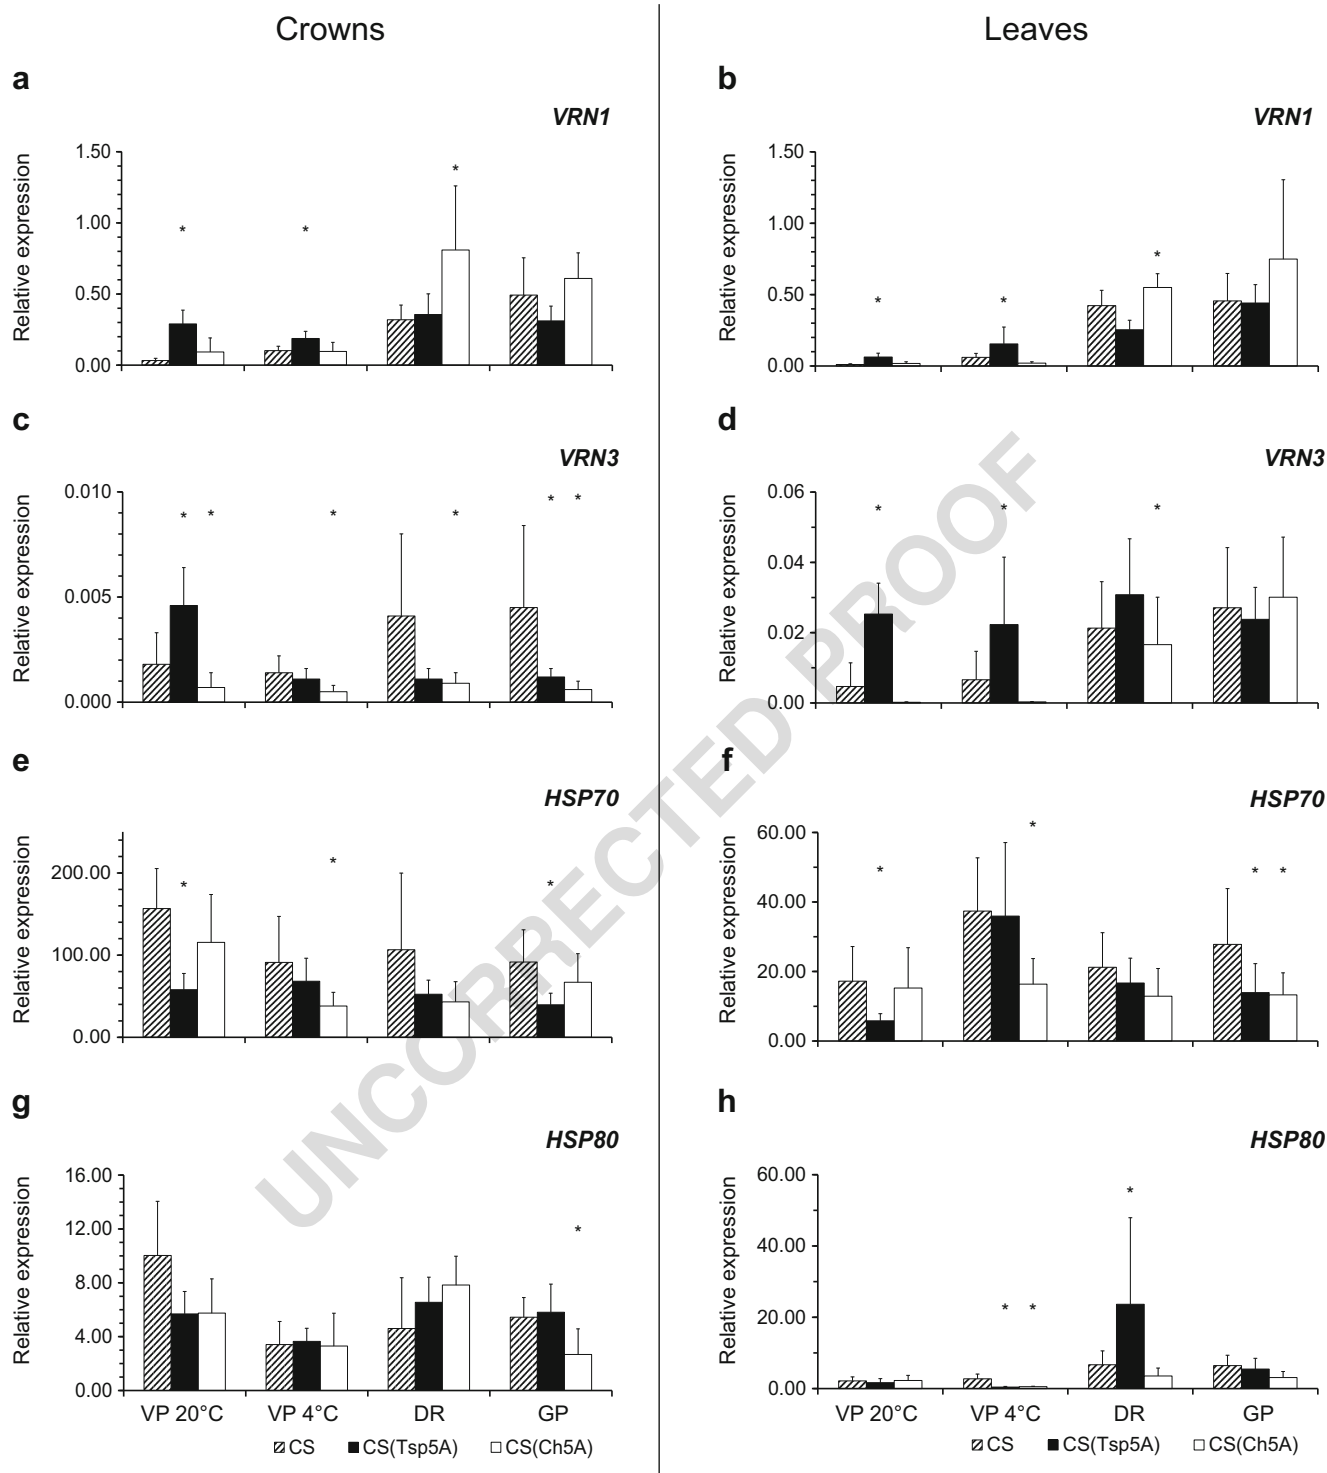 Crowns
Leaves
a
VRN1
Relative expression
1.50
1.00
0.50
0.00
* * *
b
VRN1
Relative expression
1.50
1.00
0.50
0.00
* * *
c
VRN3
Relative expression
0.010
0.005
0.000
* * * * * *
d
VRN3
Relative expression
0.06
0.04
0.02
0.00
* * *
e
HSP70
Relative expression
200.00
100.00
0.00
* * *
f
HSP70
Relative expression
60.00
40.00
20.00
0.00
* * * *
g
HSP80
Relative expression
16.00
12.00
8.00
4.00
0.00
*
VP 20°C VP 4°C DR GP
CS CS(Tsp5A) CS(Ch5A)
h
HSP80
Relative expression
60.00
40.00
20.00
0.00
* * *
VP 20°C VP 4°C DR GP
CS CS(Tsp5A) CS(Ch5A)
UNCORRECTED PROOF